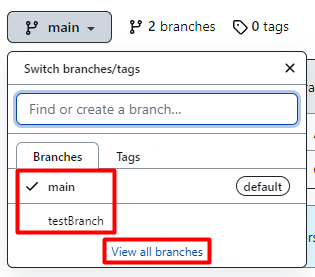 main 2 branches 0 tags
Switch branches/tags
Find or create a branch...
Branches Tags
main default
testBranch
View all branches